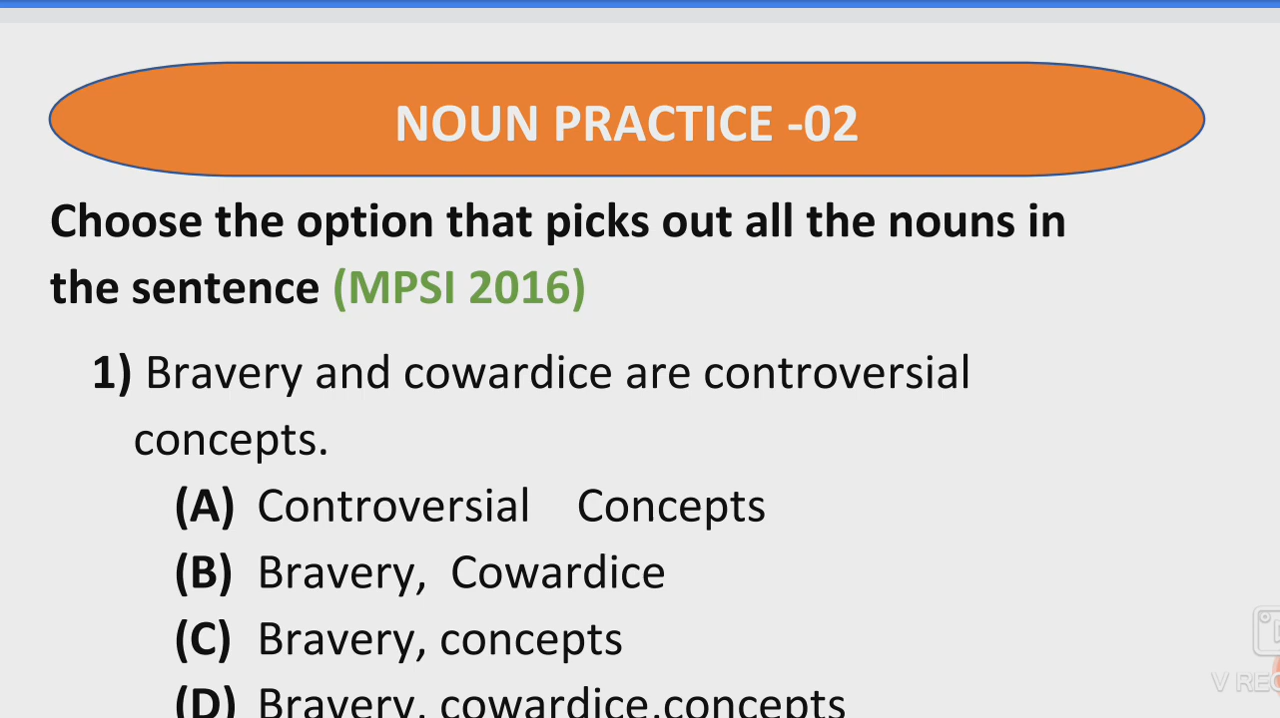 NOUN PRACTICE -02
Choose the option that picks out all the nouns in
the sentence (MPSI 2016)
1) Bravery and cowardice are controversial
concepts.
(A) Controversial Concepts
(B) Bravery, Cowardice
(C) Bravery, concepts
(D) Bravery, cowardice,concepts
V REC